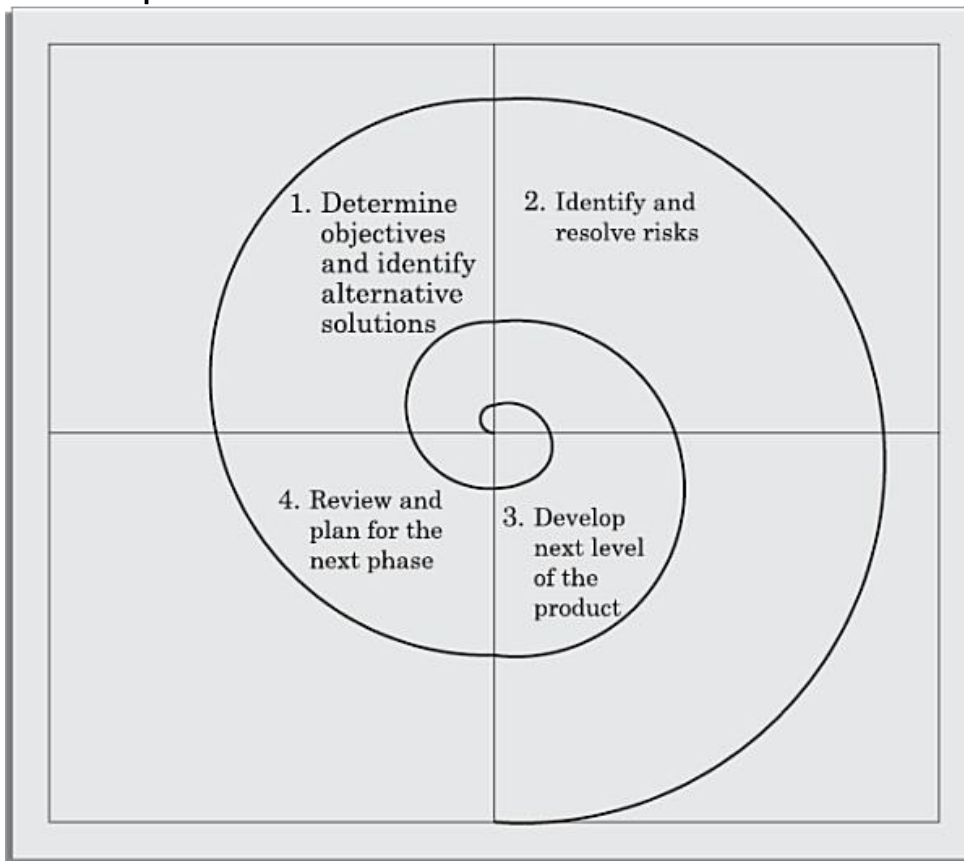 1. Determine
objectives
and identify
alternative
solutions
2. Identify and
resolve risks
4. Review and
plan for the
next phase
3. Develop
next level
of the
product